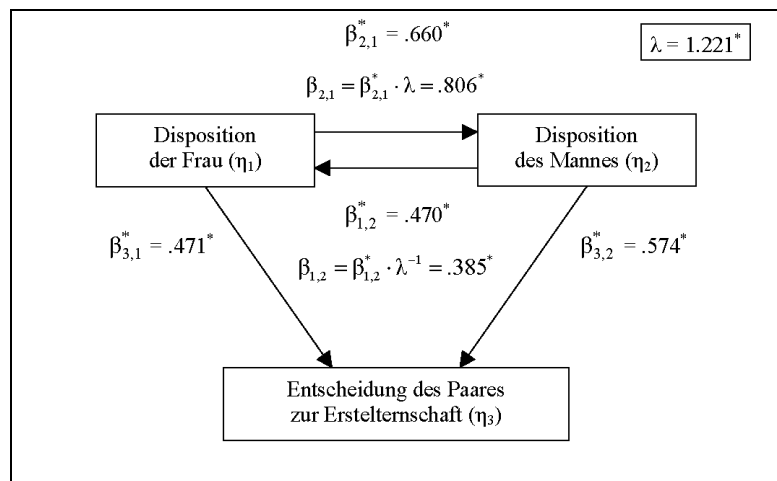 β*2,1 = .660*
λ = 1.221*
β2,1 = β*2,1 · λ = .806*
Disposition
der Frau (η1)
Disposition
des Mannes (η2)
β*1,2 = .470*
β*3,1 = .471*
β*3,2 = .574*
β1,2 = β*1,2 · λ−1 = .385*
Entscheidung des Paares
zur Erstelternschaft (η3)